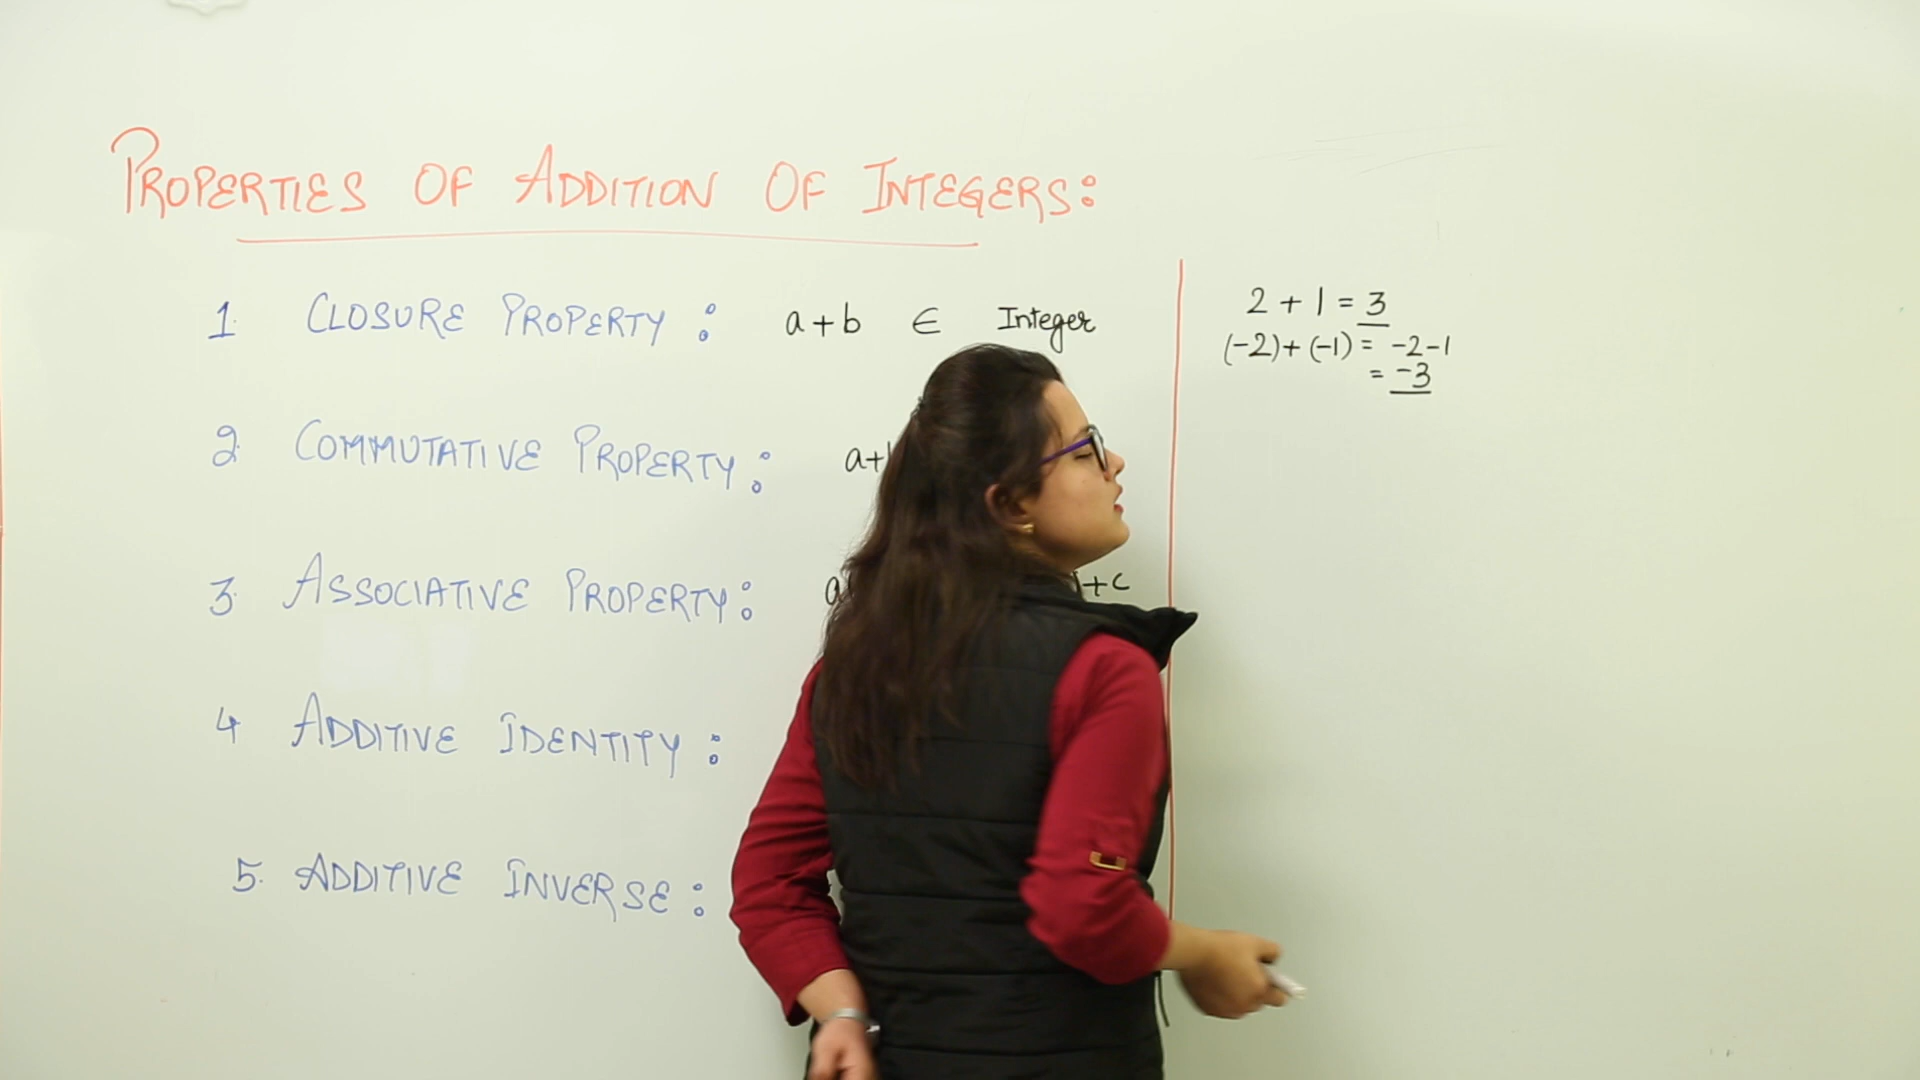 PROPERTIES OF ADDITION OF INTEGERS:
1. CLOSURE PROPERTY: a+b ∈ Integer
2. COMMUTATIVE PROPERTY: a+
3. ASSOCIATIVE PROPERTY: a )+c
4 ADDITIVE IDENTITY:
5. ADDITIVE INVERSE:
2+1=3
(-2)+(-1)= -2-1
= -3